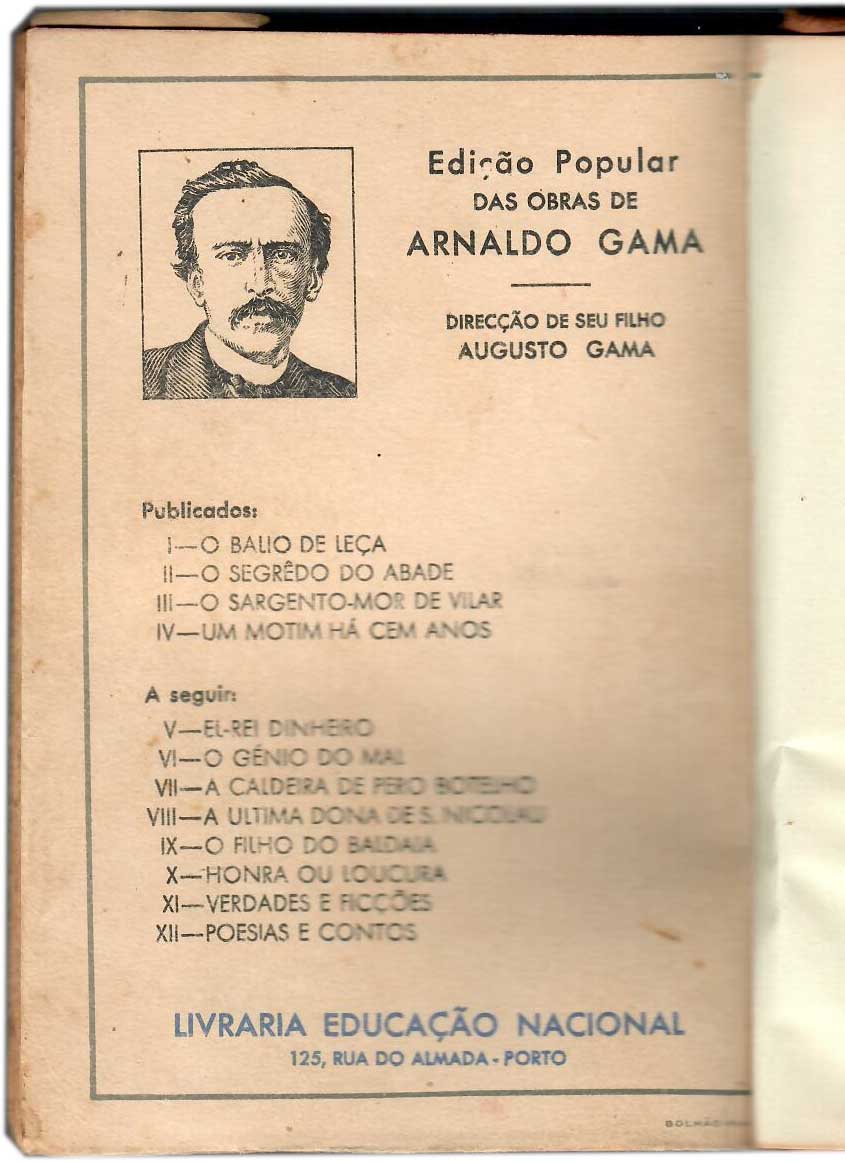 Edição Popular
DAS OBRAS DE
ARNALDO GAMA
DIRECÇÃO DE SEU FILHO
AUGUSTO GAMA
Publicados:
I—O BALIO DE LEÇA
II—O SEGRÊDO DO ABADE
III—O SARGENTO-MOR DE VILAR
IV—UM MOTIM HÁ CEM ANOS
A seguir:
V—EL-REI DINHEIRO
VI—O GÉNIO DO MAL
VII—A CALDEIRA DE PERO BOTELHO
VIII—A ULTIMA DONA DE S. NICOLAU
IX—O FILHO DO BALDAIA
X—HONRA OU LOUCURA
XI—VERDADES E FICÇÕES
XII—POESIAS E CONTOS
LIVRARIA EDUCAÇÃO NACIONAL
125, RUA DO ALMADA - PORTO